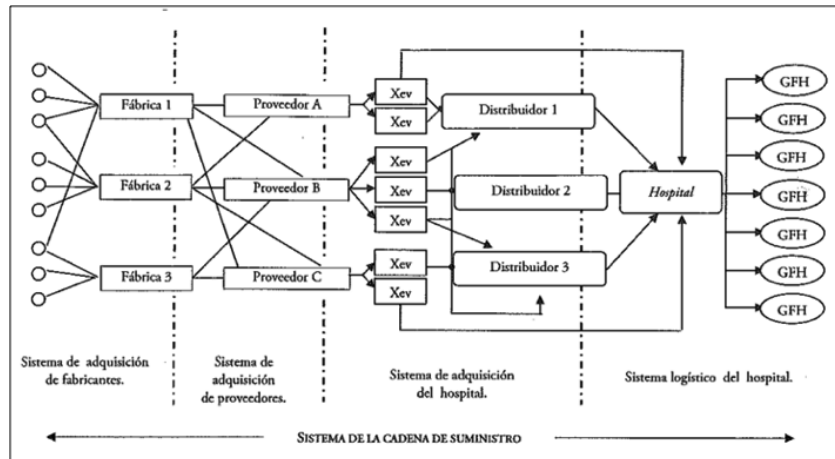 Fábrica 1
Fábrica 2
Fábrica 3
Proveedor A
Proveedor B
Proveedor C
Xev
Xev
Xev
Xev
Xev
Xev
Xev
Distribuidor 1
Distribuidor 2
Distribuidor 3
Hospital
GFH
GFH
GFH
GFH
GFH
GFH
GFH
Sistema de adquisición
de fabricantes.
Sistema de
adquisición
de proveedores.
Sistema de adquisición
del hospital.
Sistema logístico del hospital.
SISTEMA DE LA CADENA DE SUMINISTRO